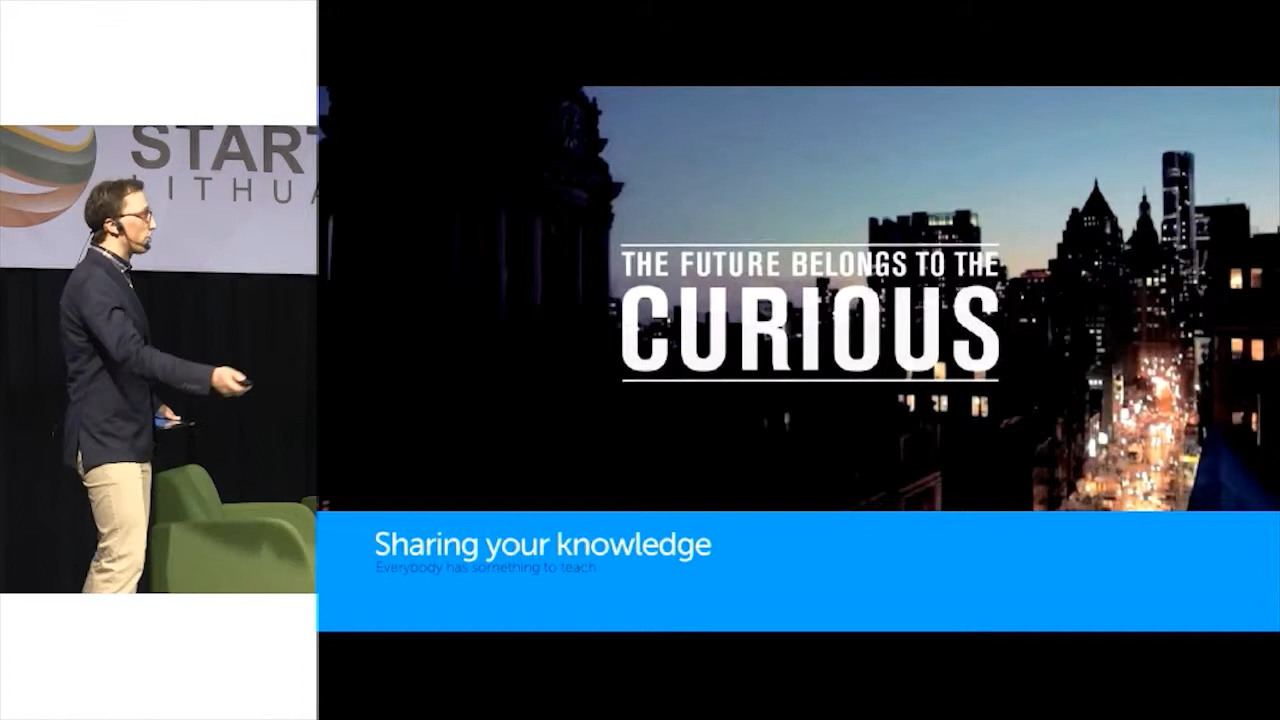 START
LITHUA
THE FUTURE BELONGS TO THE
CURIOUS
Sharing your knowledge
Everybody has something to teach